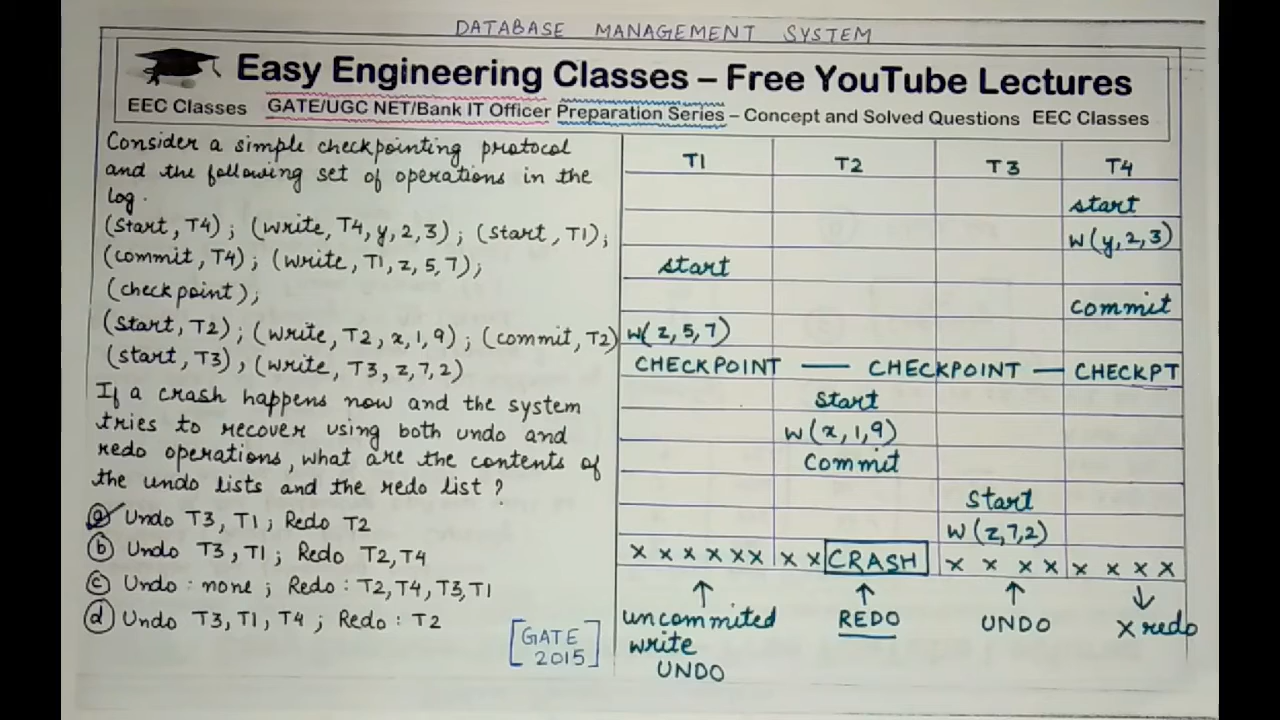 DATABASE MANAGEMENT SYSTEM
Easy Engineering Classes – Free YouTube Lectures
EEC Classes GATE/UGC NET/Bank IT Officer Preparation Series – Concept and Solved Questions EEC Classes
Consider a simple checkpointing protocol
and the following set of operations in the
log.
(start, T4); (write, T4, y, 2, 3); (start, T1);
(commit, T4); (write, T1, z, 5, 7);
(checkpoint);
(start, T2); (write, T2, x, 1, 9); (commit, T2)
(start, T3), (write, T3, z, 7, 2)
If a crash happens now and the system
tries to recover using both undo and
redo operations, what are the contents of
the undo lists and the redo list ?
(a) Undo T3, T1; Redo T2
(b) Undo T3, T1; Redo T2, T4
(c) Undo : none ; Redo : T2, T4, T3, T1
(d) Undo T3, T1, T4 ; Redo : T2
[GATE
2015]
T1 T2 T3 T4
start
W(y,2,3)
start
commit
W(z,5,7)
CHECKPOINT — CHECKPOINT — CHECKPT
start
W(x,1,9)
Commit
Start
W(z,7,2)
x x x x x x x x CRASH x x x x x x x x
↑ ↑ ↑ ↓
uncommited REDO UNDO X redo
write
UNDO